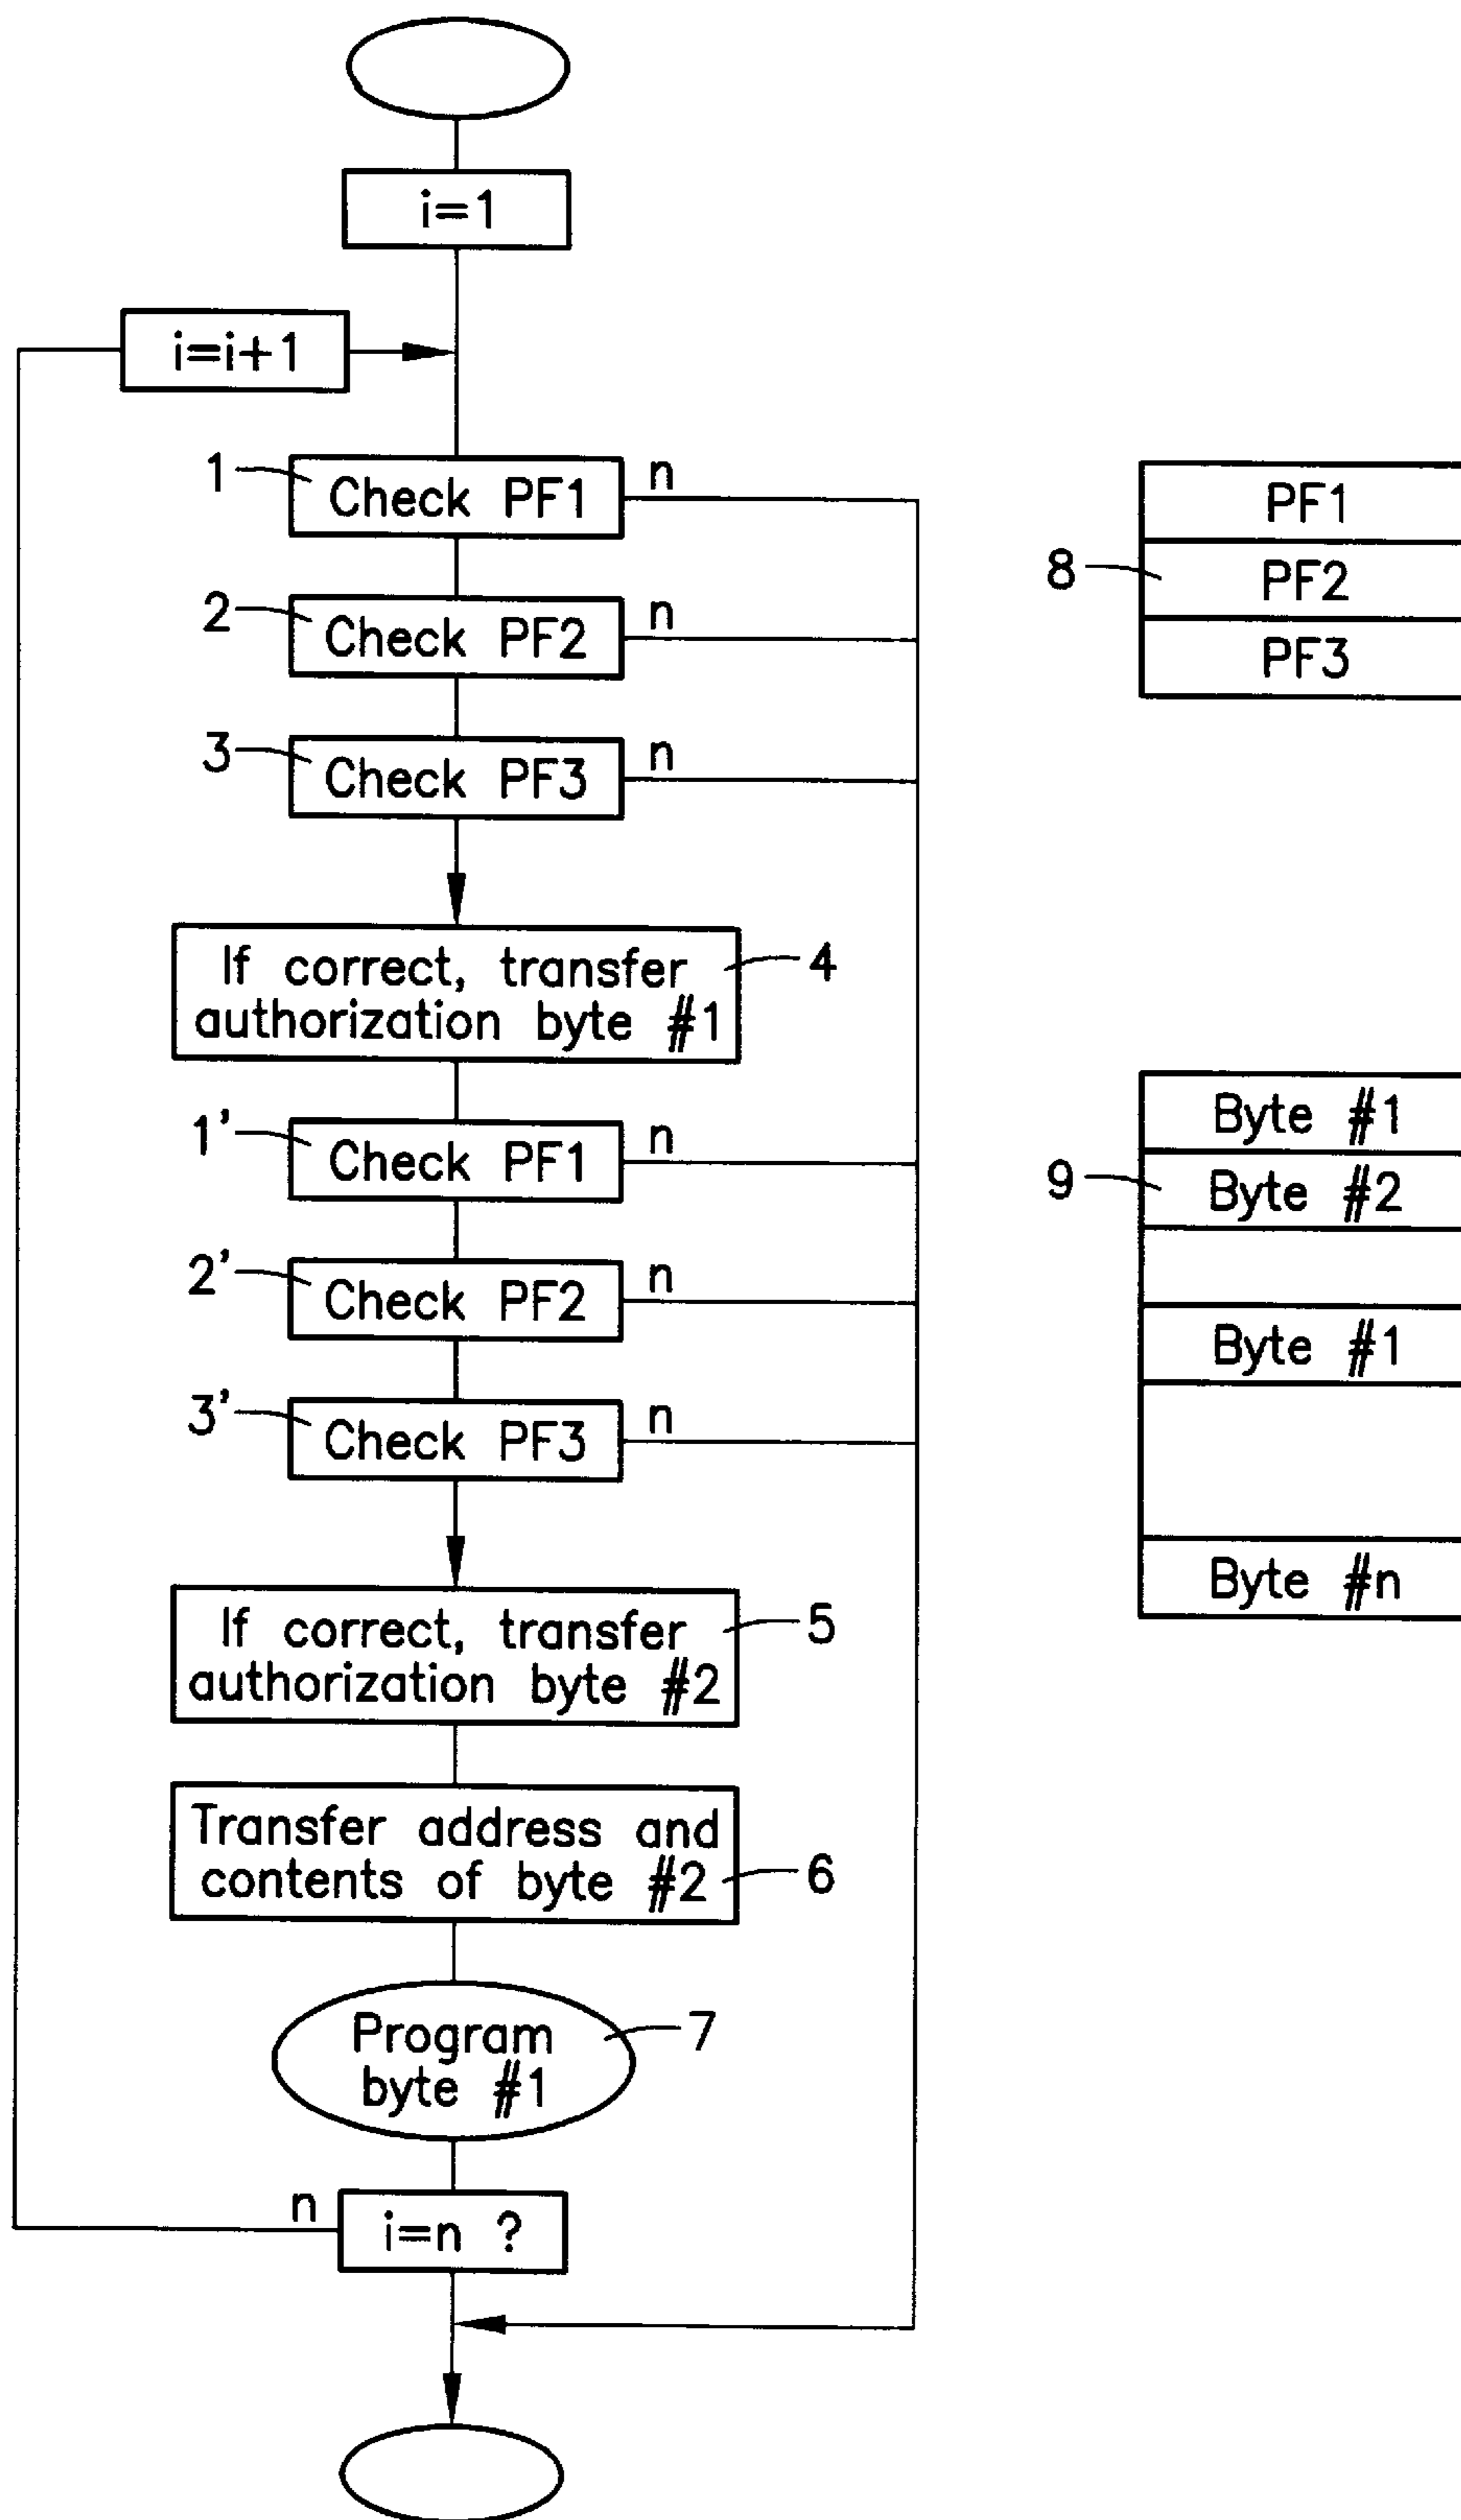 i=1
i=i+1
1
Check PF1
n
2
Check PF2
n
3
Check PF3
n
If correct, transfer
authorization byte #1
4
1'
Check PF1
n
2'
Check PF2
n
3'
Check PF3
n
If correct, transfer
authorization byte #2
5
Transfer address and
contents of byte #2
6
Program
byte #1
7
n
i=n ?
8
PF1
PF2
PF3
9
Byte #1
Byte #2
Byte #1
Byte #n